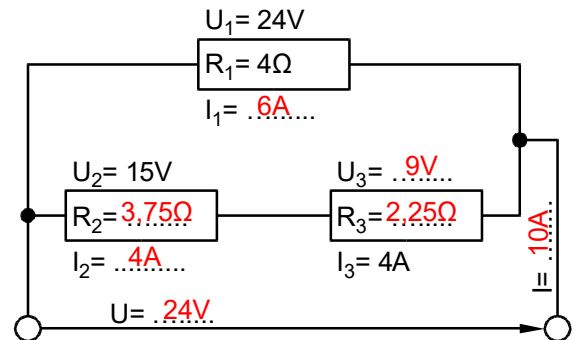 U₁= 24V
R₁= 4Ω
I₁= 6A
U₂= 15V
U₃= 9V
R₂= 3,75Ω
R₃= 2,25Ω
I₂= 4A
I₃= 4A
I= 10A
U= 24V